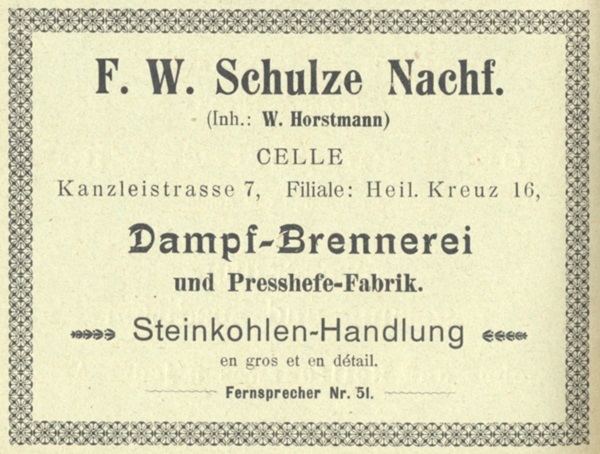 F. W. Schulze Nachf.
(Inh.: W. Horstmann)
CELLE
Kanzleistrasse 7, Filiale: Heil. Kreuz 16,
Dampf-Brennerei
und Presshefe-Fabrik.
Steinkohlen-Handlung
en gros et en détail.
Fernsprecher Nr. 51.